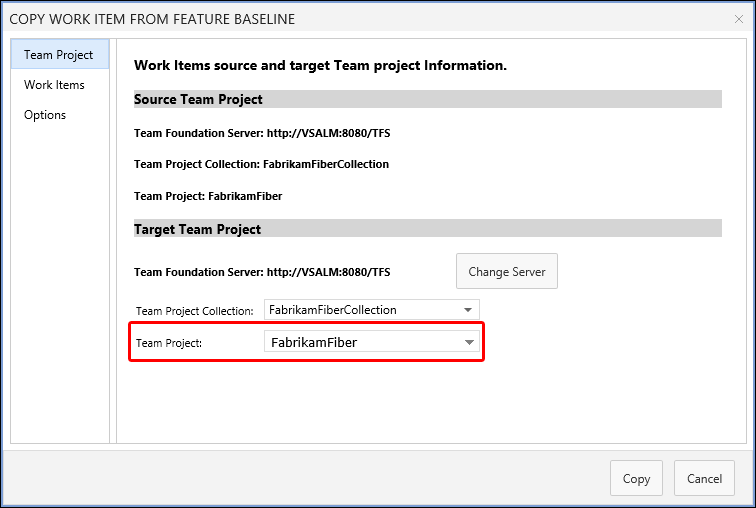 COPY WORK ITEM FROM FEATURE BASELINE
Team Project
Work Items
Options
Work Items source and target Team project Information.
Source Team Project
Team Foundation Server: http://VSALM:8080/TFS
Team Project Collection: FabrikamFiberCollection
Team Project: FabrikamFiber
Target Team Project
Team Foundation Server: http://VSALM:8080/TFS
Change Server
Team Project Collection: FabrikamFiberCollection
Team Project: FabrikamFiber
Copy Cancel